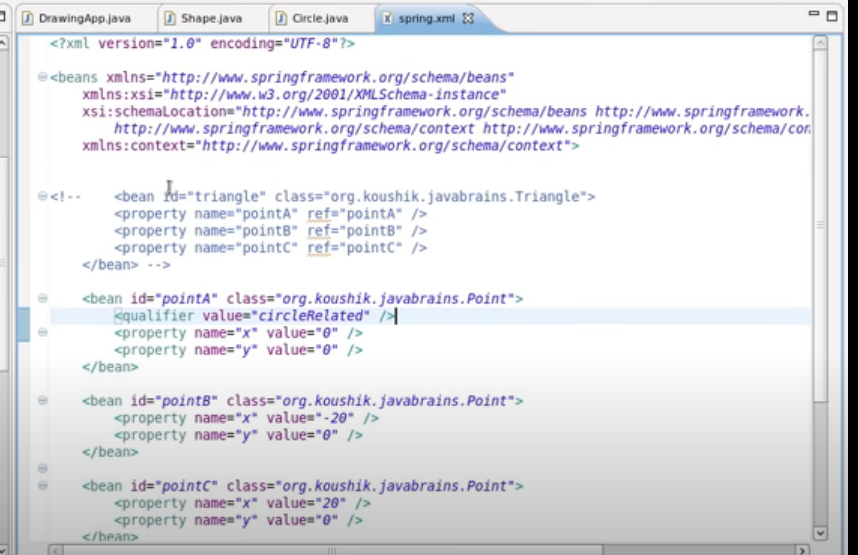 DrawingApp.java Shape.java Circle.java spring.xml
<?xml version="1.0" encoding="UTF-8"?>
<beans xmlns="http://www.springframework.org/schema/beans"
xmlns:xsi="http://www.w3.org/2001/XMLSchema-instance"
xsi:schemaLocation="http://www.springframework.org/schema/beans http://www.springframework.
http://www.springframework.org/schema/context http://www.springframework.org/schema/con
xmlns:context="http://www.springframework.org/schema/context">
<!-- <bean id="triangle" class="org.koushik.javabrains.Triangle">
<property name="pointA" ref="pointA" />
<property name="pointB" ref="pointB" />
<property name="pointC" ref="pointC" />
</bean> -->
<bean id="pointA" class="org.koushik.javabrains.Point">
<qualifier value="circleRelated" />
<property name="x" value="0" />
<property name="y" value="0" />
</bean>
<bean id="pointB" class="org.koushik.javabrains.Point">
<property name="x" value="-20" />
<property name="y" value="0" />
</bean>
<bean id="pointC" class="org.koushik.javabrains.Point">
<property name="x" value="20" />
<property name="y" value="0" />
</bean>